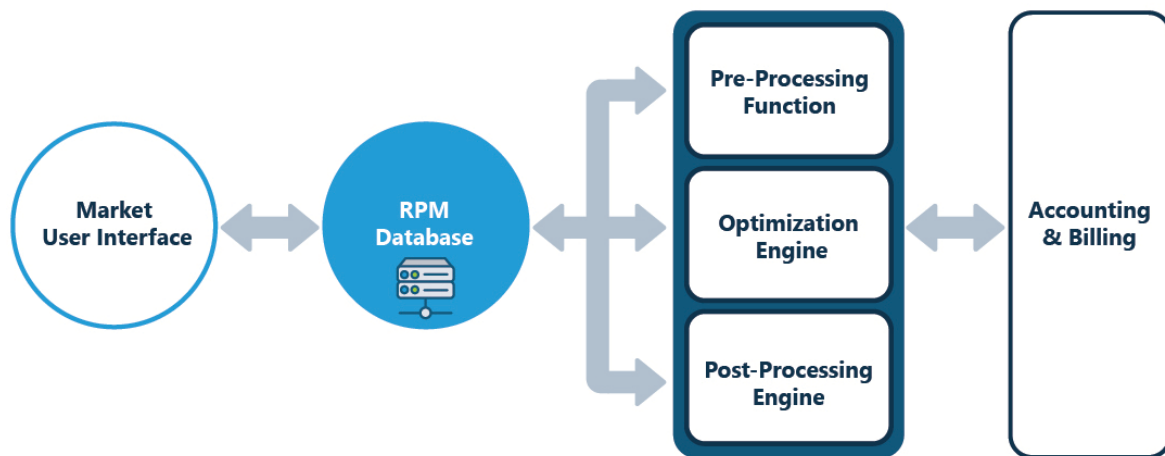 Market
User Interface
RPM
Database
Pre-Processing
Function
Optimization
Engine
Post-Processing
Engine
Accounting
& Billing